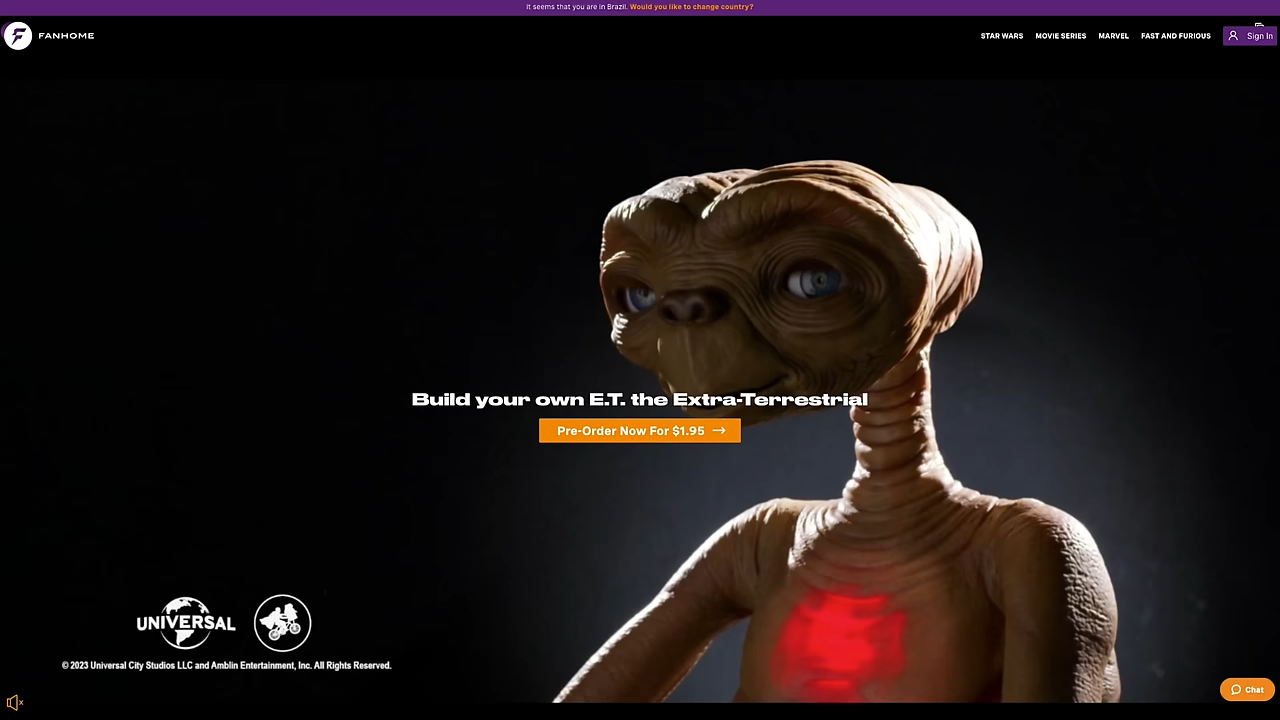 It seems that you are in Brazil. Would you like to change country?
FANHOME
STAR WARS
MOVIE SERIES
MARVEL
FAST AND FURIOUS
Sign In
Build your own E.T. the Extra-Terrestrial
Pre-Order Now For $1.95 →
UNIVERSAL
© 2023 Universal City Studios LLC and Amblin Entertainment, Inc. All Rights Reserved.
Chat